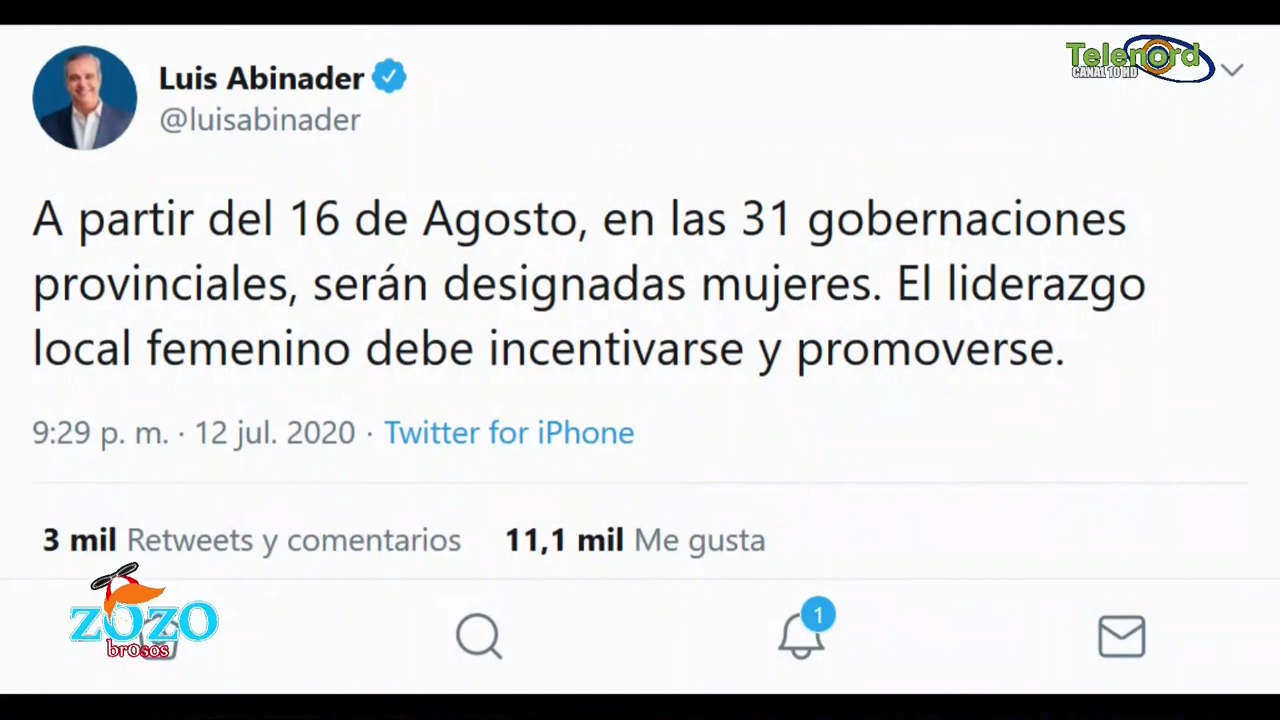 Luis Abinader
Telenord
CANAL 10 HD
@luisabinader
A partir del 16 de Agosto, en las 31 gobernaciones
provinciales, serán designadas mujeres. El liderazgo
local femenino debe incentivarse y promoverse.
9:29 p. m. · 12 jul. 2020 · Twitter for iPhone
3 mil Retweets y comentarios 11,1 mil Me gusta
zozo
brosos
1